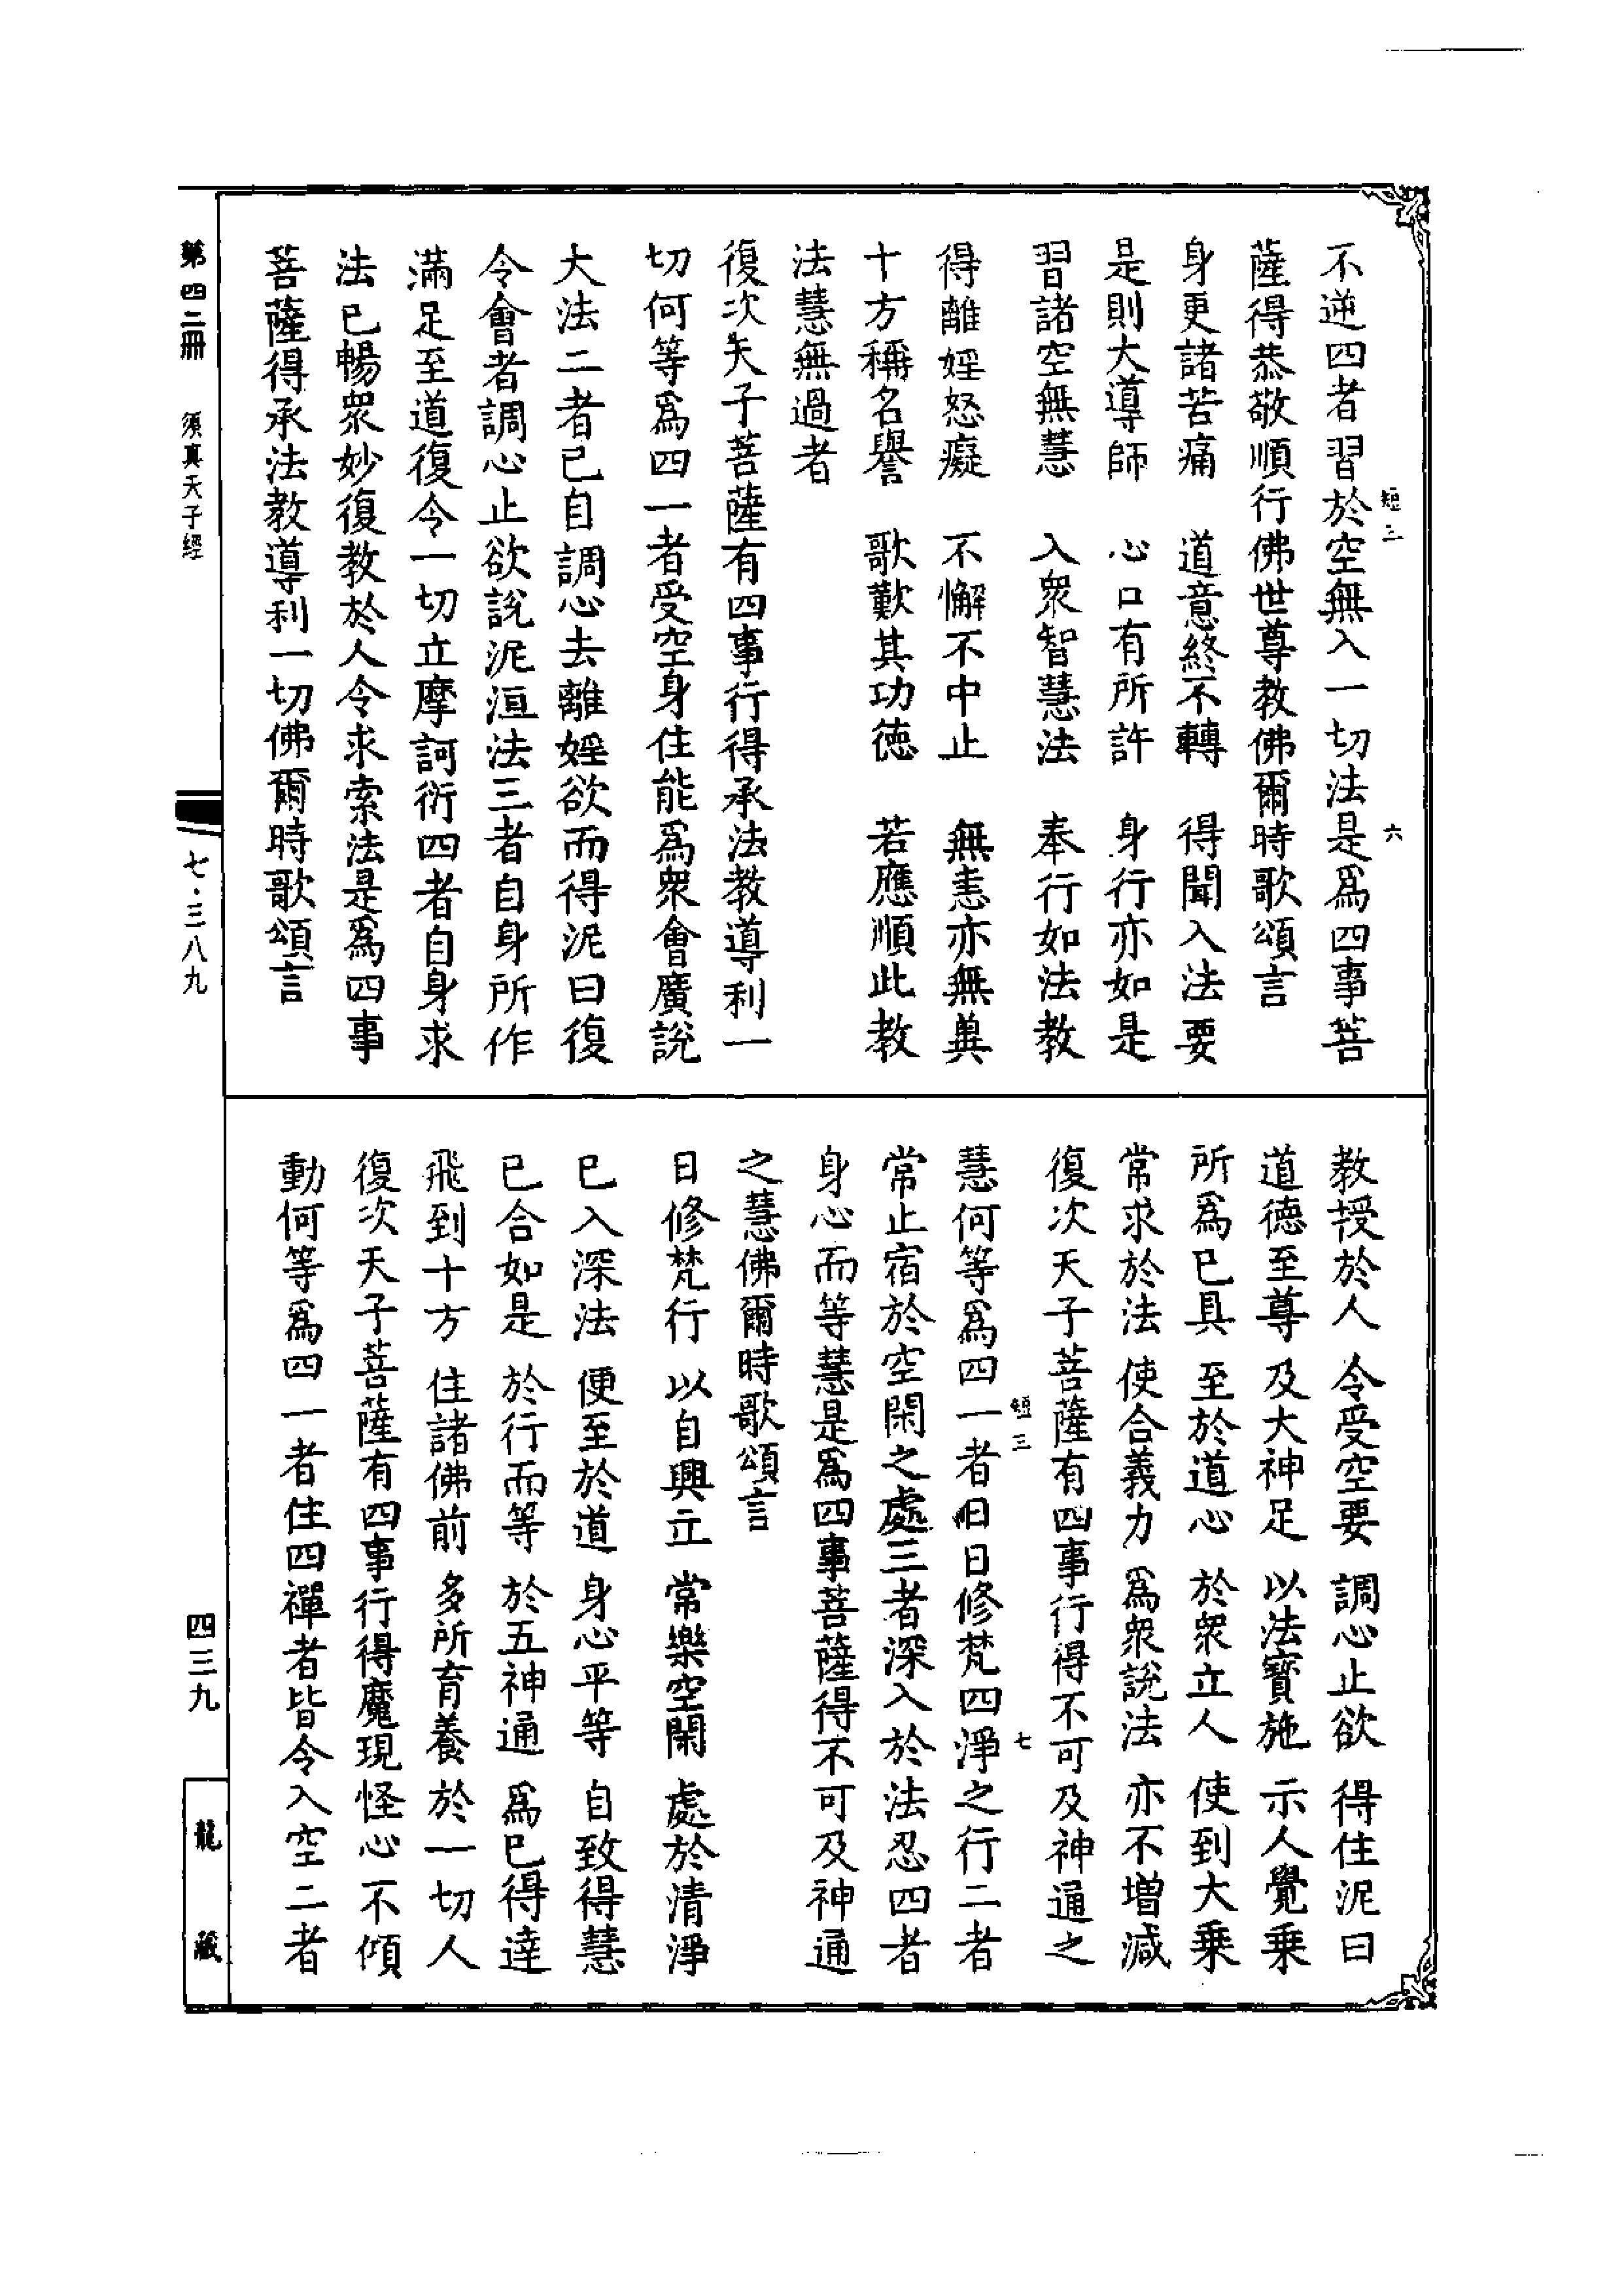 不逆四者習於空無入一切法是爲四事菩
短三 六
薩得恭敬順行佛世尊教佛爾時歌頌言
身更諸苦痛 道意終不轉 得聞入法要
是則大導師 心口有所許 身行亦如是
習諸空無慧 入衆智慧法 奉行如法教
得離婬怒癡 不懈不中止 無恚亦無異
十方稱名譽 歌歎其功德 若應順此教
法慧無過者
復次天子菩薩有四事行得承法教導利一
切何等爲四一者受空身住能爲衆會廣說
大法二者已自調心去離婬欲而得泥曰復
令會者調心止欲說泥洹法三者自身所作
滿足至道復令一切立摩訶衍四者自身求
法已暢衆妙復教於人令求索法是爲四事
菩薩得承法教導利一切佛爾時歌頌言
教授於人 令受空要 調心止欲 得住泥曰
道德至尊 及大神足 以法寶施 示人覺乘
所爲已具 至於道心 於衆立人 使到大乘
常求於法 使合義力 爲衆說法 亦不增減
復次天子菩薩有四事行得不可及神通之
慧何等爲四一者日日修梵四淨之行二者
短三 七
常止宿於空閑之處三者深入於法忍四者
身心而等慧是爲四事菩薩得不可及神通
之慧佛爾時歌頌言
日修梵行 以自興立 常樂空閑 處於清淨
已入深法 便至於道 身心平等 自致得慧
已合如是 於行而等 於五神通 爲已得達
飛到十方 住諸佛前 多所育養 於一切人
復次天子菩薩有四事行得魔現怪心不傾
動何等爲四一者住四禪者皆令入空二者
第四二冊 須真天子經 七·三八九 四三九 龍藏